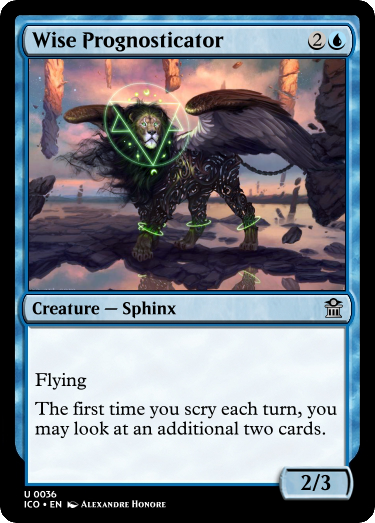 Wise Prognosticator 2
Creature — Sphinx
Flying
The first time you scry each turn, you
may look at an additional two cards.
2/3
U 0036
ICO • EN Alexandre Honore